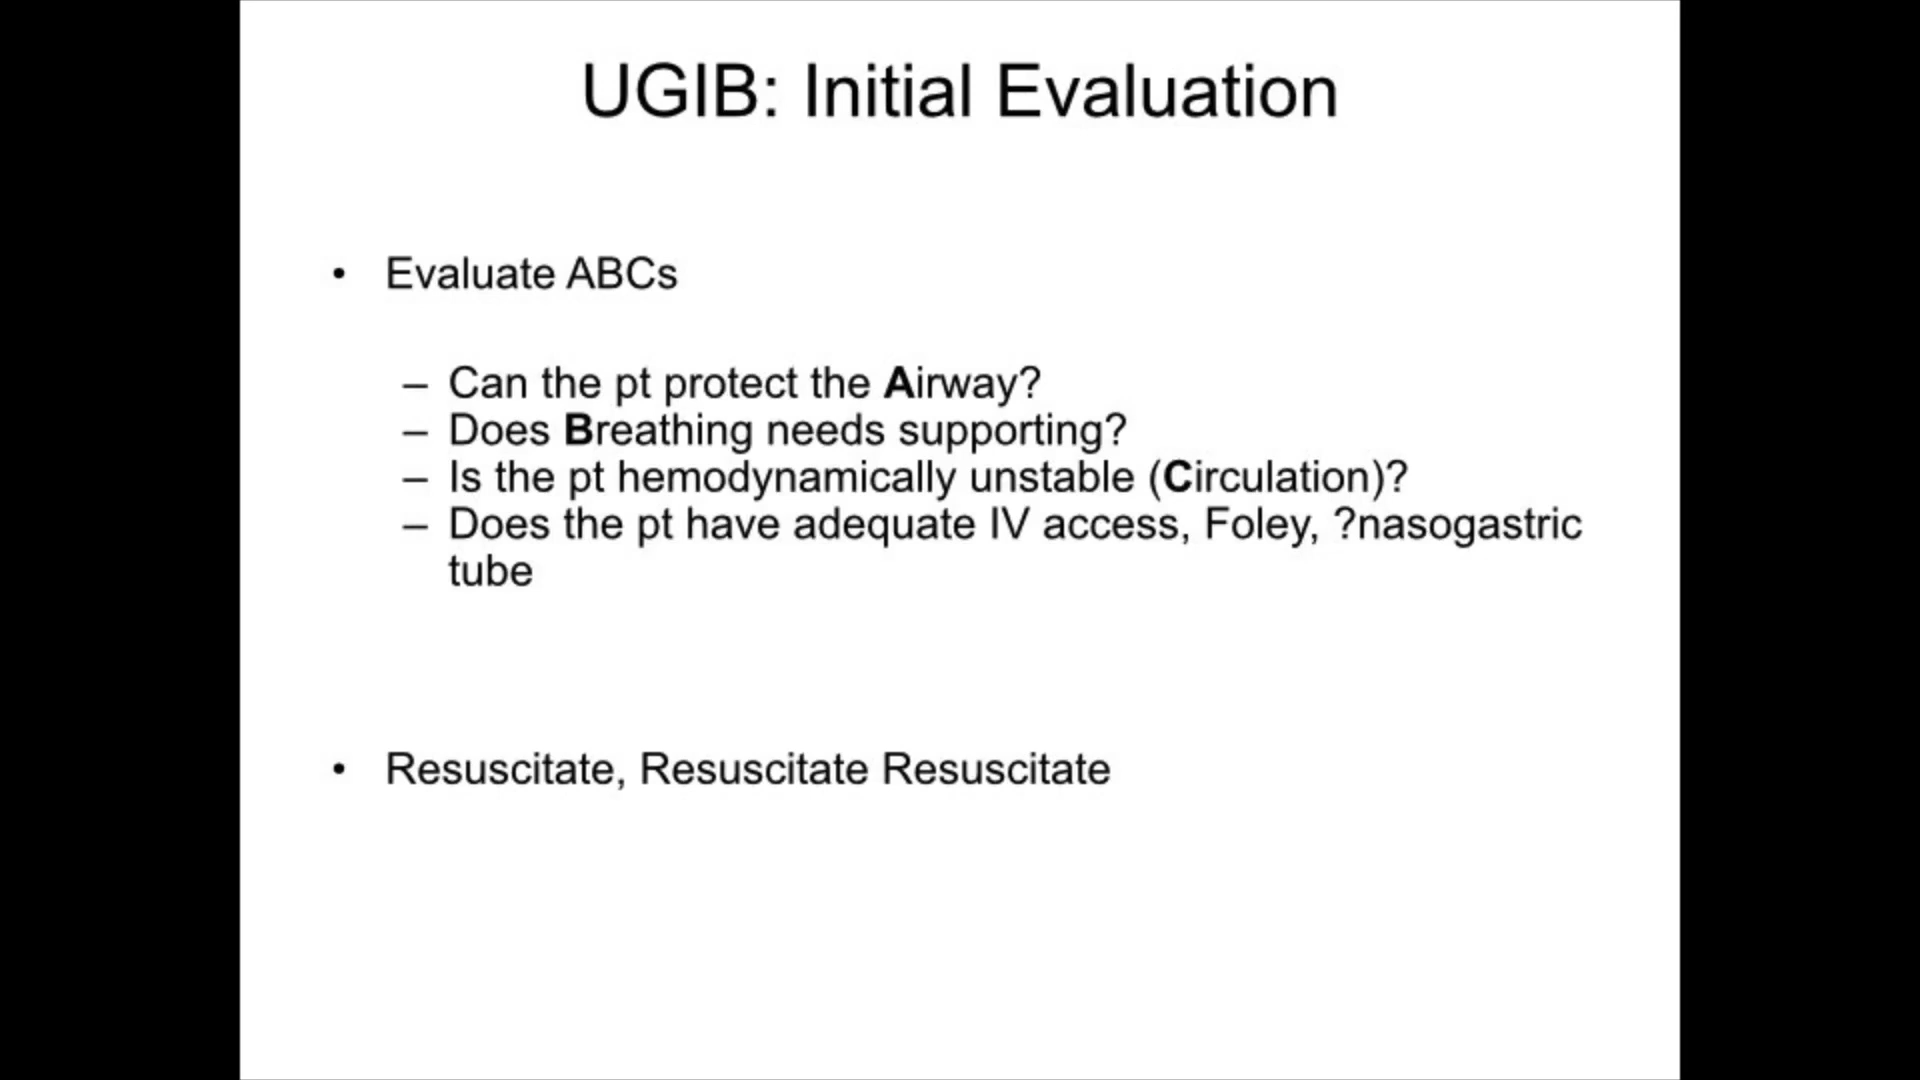 UGIB: Initial Evaluation
• Evaluate ABCs
– Can the pt protect the Airway?
– Does Breathing needs supporting?
– Is the pt hemodynamically unstable (Circulation)?
– Does the pt have adequate IV access, Foley, ?nasogastric
tube
• Resuscitate, Resuscitate Resuscitate